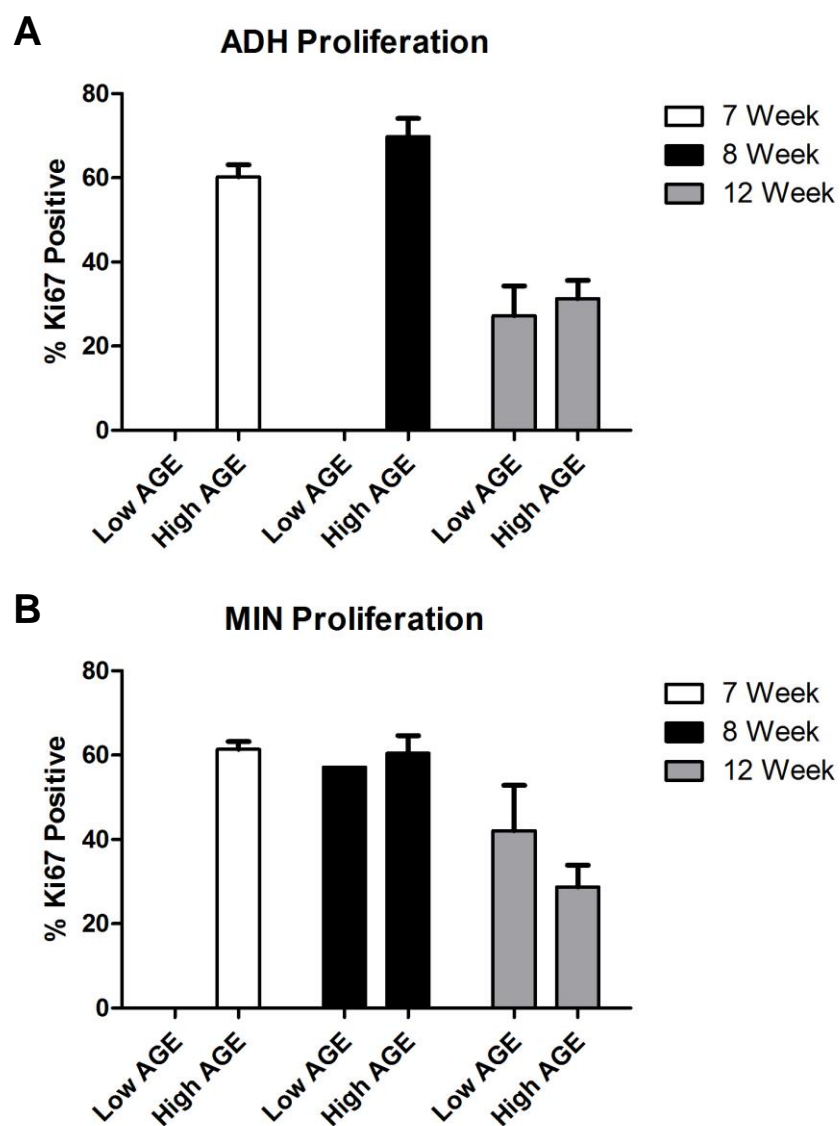 A
ADH Proliferation
% Ki67 Positive
80
60
40
20
0
Low AGE
High AGE
Low AGE
High AGE
Low AGE
High AGE
7 Week
8 Week
12 Week
B
MIN Proliferation
% Ki67 Positive
80
60
40
20
0
Low AGE
High AGE
Low AGE
High AGE
Low AGE
High AGE
7 Week
8 Week
12 Week